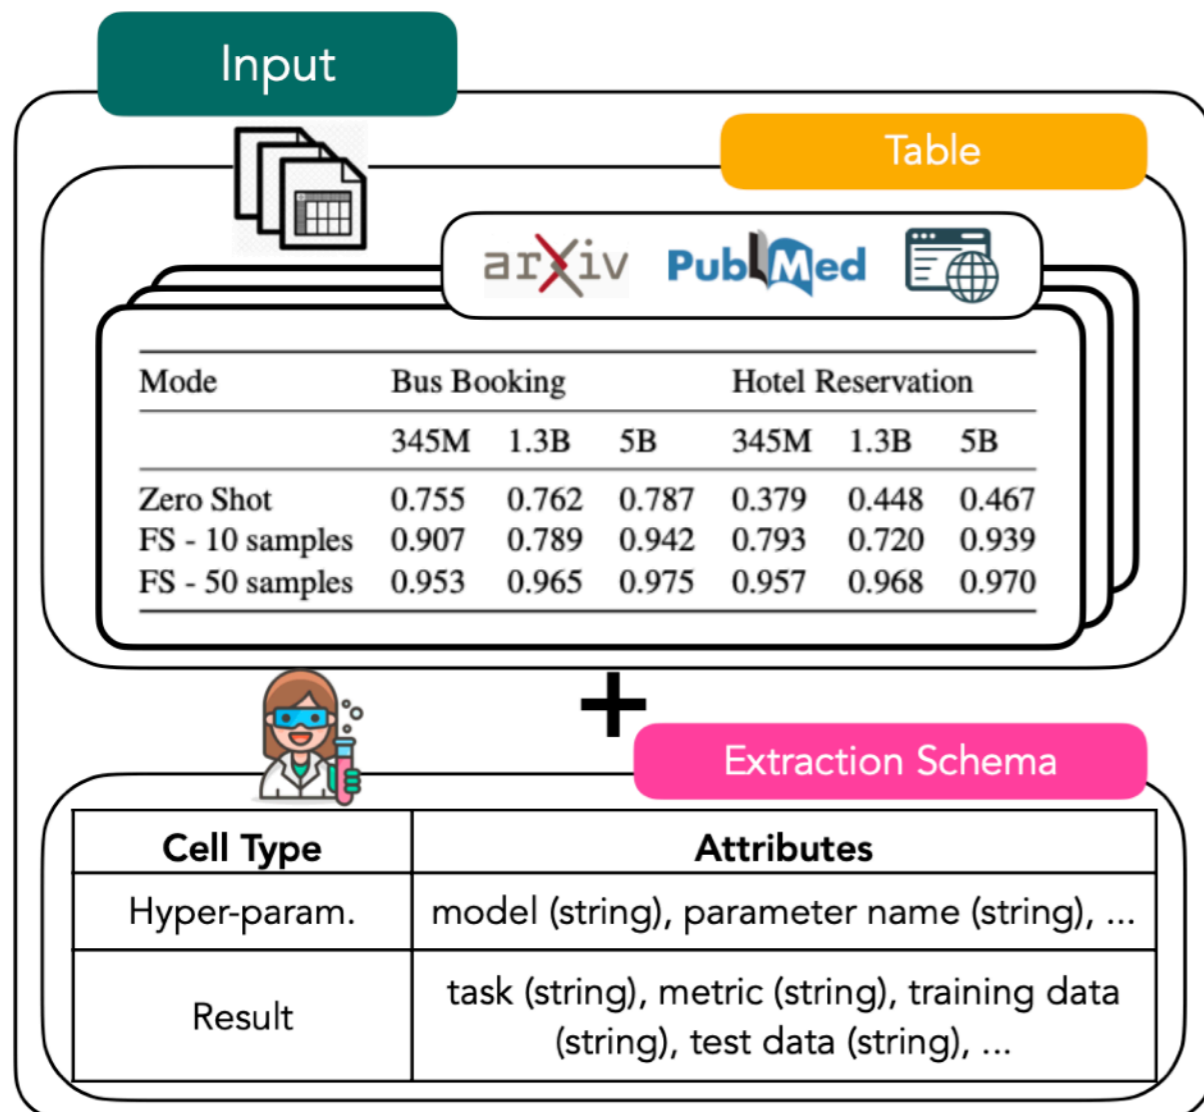 Input
Table
arXiv PubMed
Mode Bus Booking Hotel Reservation
345M 1.3B 5B 345M 1.3B 5B
Zero Shot 0.755 0.762 0.787 0.379 0.448 0.467
FS - 10 samples 0.907 0.789 0.942 0.793 0.720 0.939
FS - 50 samples 0.953 0.965 0.975 0.957 0.968 0.970
+
Extraction Schema
Cell Type Attributes
Hyper-param. model (string), parameter name (string), ...
Result task (string), metric (string), training data
(string), test data (string), ...